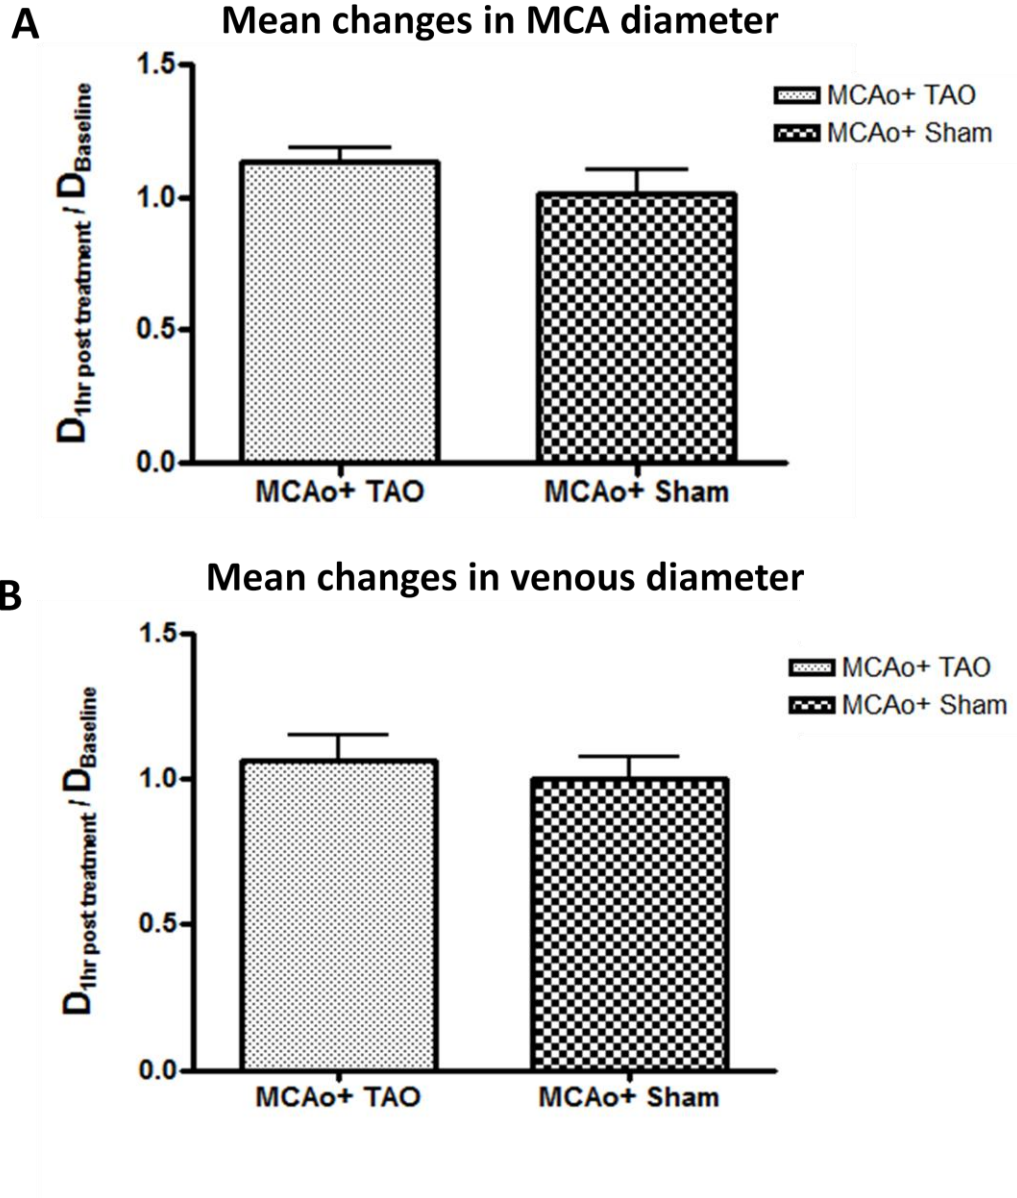 A
Mean changes in MCA diameter
1.5
1.0
0.5
0.0
D1hr post treatment / DBaseline
MCAo+ TAO
MCAo+ Sham
MCAo+ TAO
MCAo+ Sham
B
Mean changes in venous diameter
1.5
1.0
0.5
0.0
D1hr post treatment / DBaseline
MCAo+ TAO
MCAo+ Sham
MCAo+ TAO
MCAo+ Sham